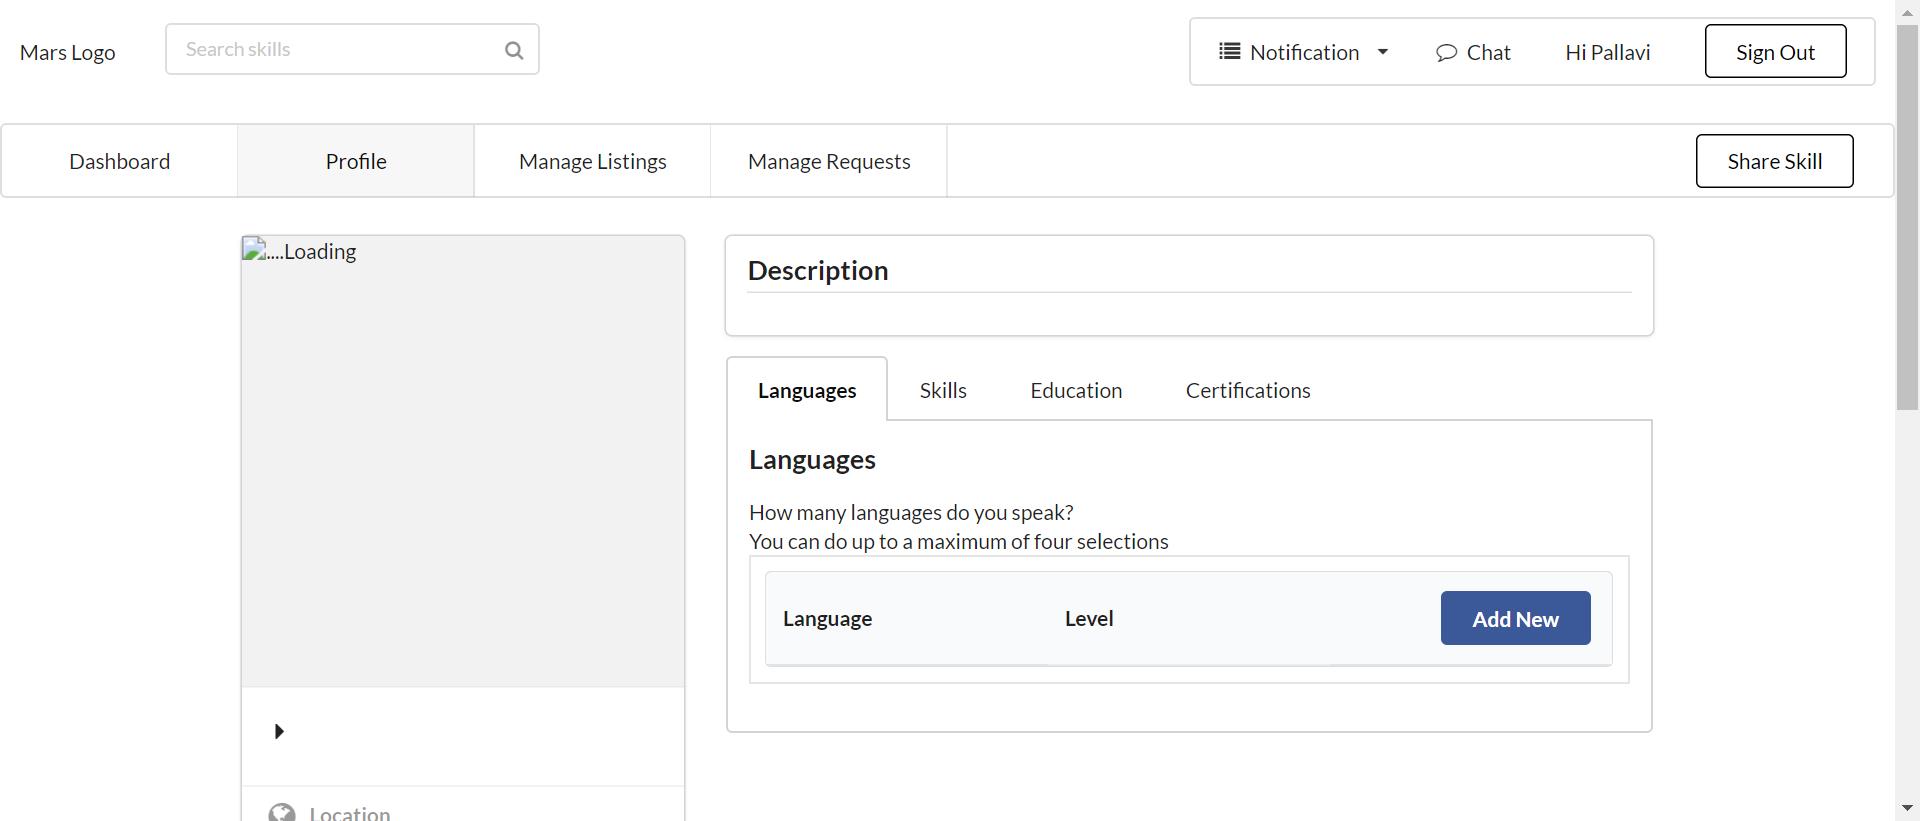 Mars Logo
Search skills
Notification
Chat
Hi Pallavi
Sign Out
Dashboard
Profile
Manage Listings
Manage Requests
Share Skill
....Loading
Description
Languages
Skills
Education
Certifications
Languages
How many languages do you speak?
You can do up to a maximum of four selections
Language
Level
Add New
Location